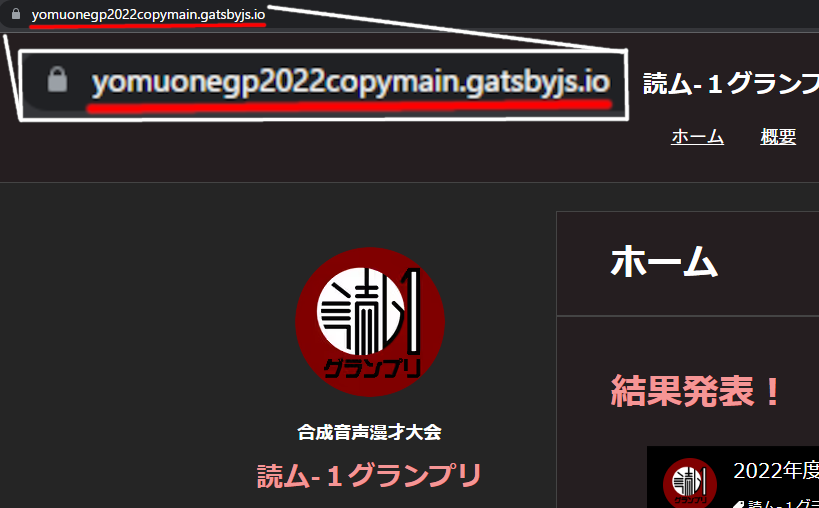 yomuonegp2022copymain.gatsbyjs.io
yomuonegp2022copymain.gatsbyjs.io
読ム-１グランプ
ホーム 概要
ホーム
読ム1
グランプリ
合成音声漫才大会
読ム-１グランプリ
結果発表！
2022年度
読ム-１グラ